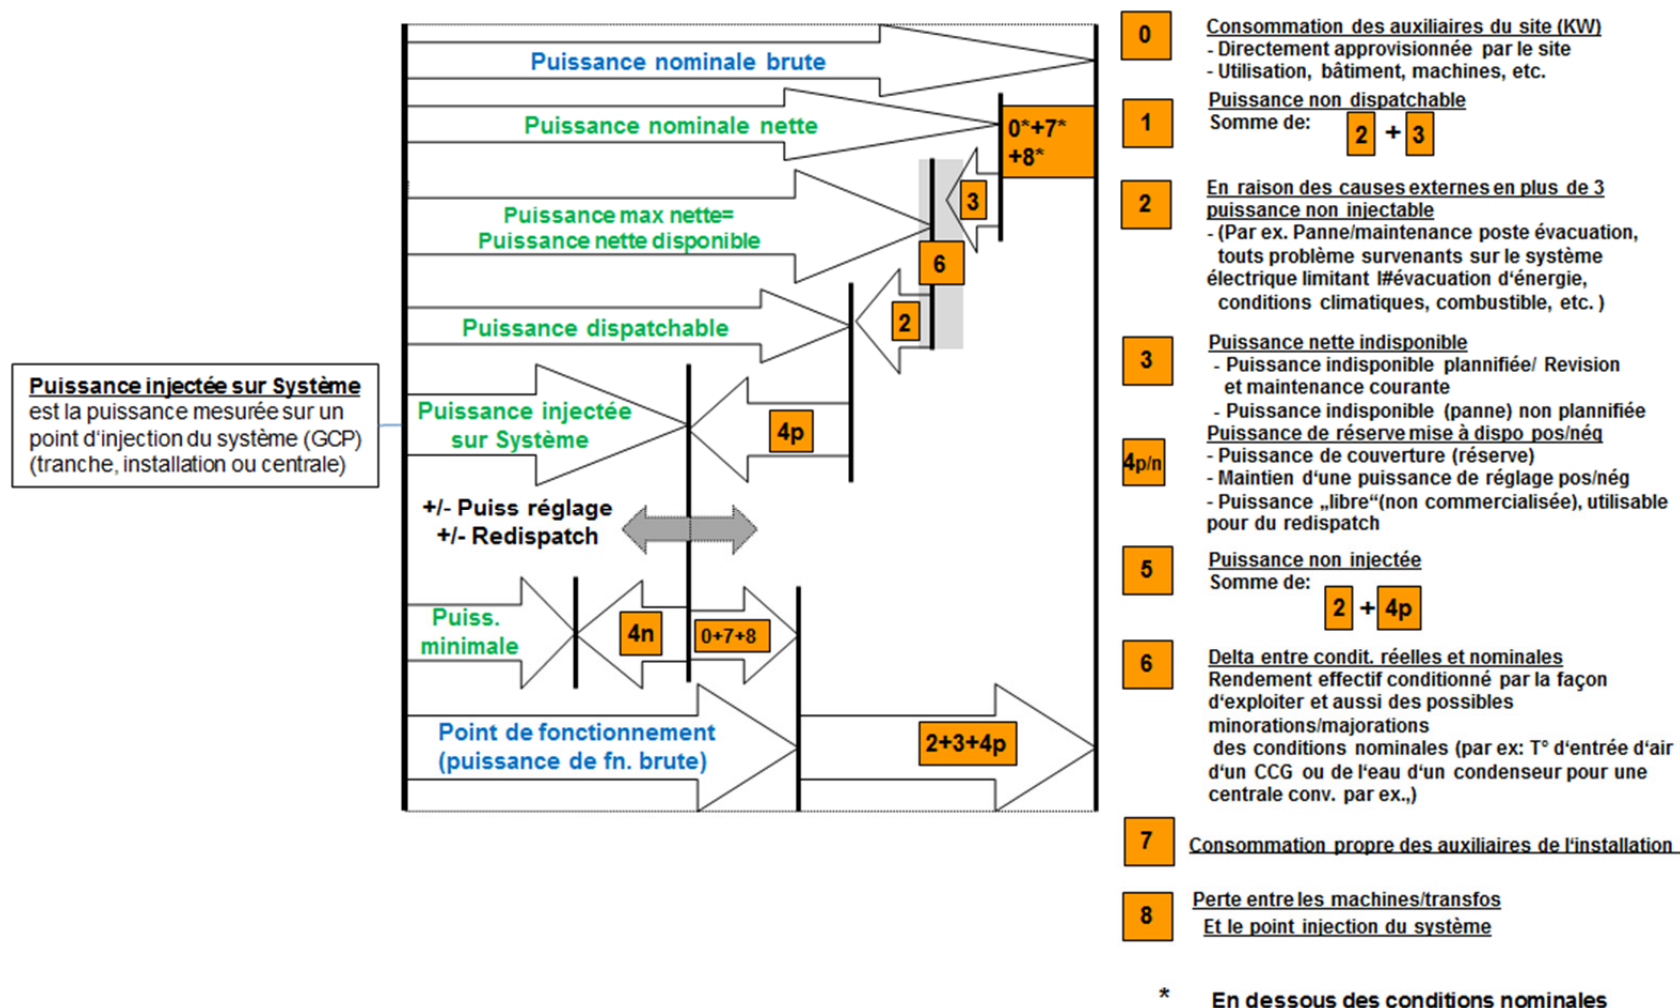 Puissance nominale brute
Puissance nominale nette
0*+7*
+8*
3
Puissance max nette=
Puissance nette disponible
6
2
Puissance dispatchable
Puissance injectée sur Système
est la puissance mesurée sur un
point d'injection du système (GCP)
(tranche, installation ou centrale)
Puissance injectée
sur Système
4p
+/- Puiss réglage
+/- Redispatch
Puiss.
minimale
4n
0+7+8
Point de fonctionnement
(puissance de fn. brute)
2+3+4p
0
Consommation des auxiliaires du site (KW)
- Directement approvisionnée par le site
- Utilisation, bâtiment, machines, etc.
1
Puissance non dispatchable
Somme de: 2 + 3
2
En raison des causes externes en plus de 3
puissance non injectable
- (Par ex. Panne/maintenance poste évacuation,
touts problème survenants sur le système
électrique limitant l#évacuation d'énergie,
conditions climatiques, combustible, etc. )
3
Puissance nette indisponible
- Puissance indisponible plannifiée/ Revision
et maintenance courante
- Puissance indisponible (panne) non plannifiée
4p/n
Puissance de réserve mise à dispo pos/nég
- Puissance de couverture (réserve)
- Maintien d'une puissance de réglage pos/nég
- Puissance „libre“(non commercialisée), utilisable
pour du redispatch
5
Puissance non injectée
Somme de: 2 + 4p
6
Delta entre condit. réelles et nominales
Rendement effectif conditionné par la façon
d'exploiter et aussi des possibles
minorations/majorations
des conditions nominales (par ex: T° d'entrée d'air
d'un CCG ou de l'eau d'un condenseur pour une
centrale conv. par ex.,)
7
Consommation propre des auxiliaires de l'installation
8
Perte entre les machines/transfos
Et le point injection du système
* En dessous des conditions nominales